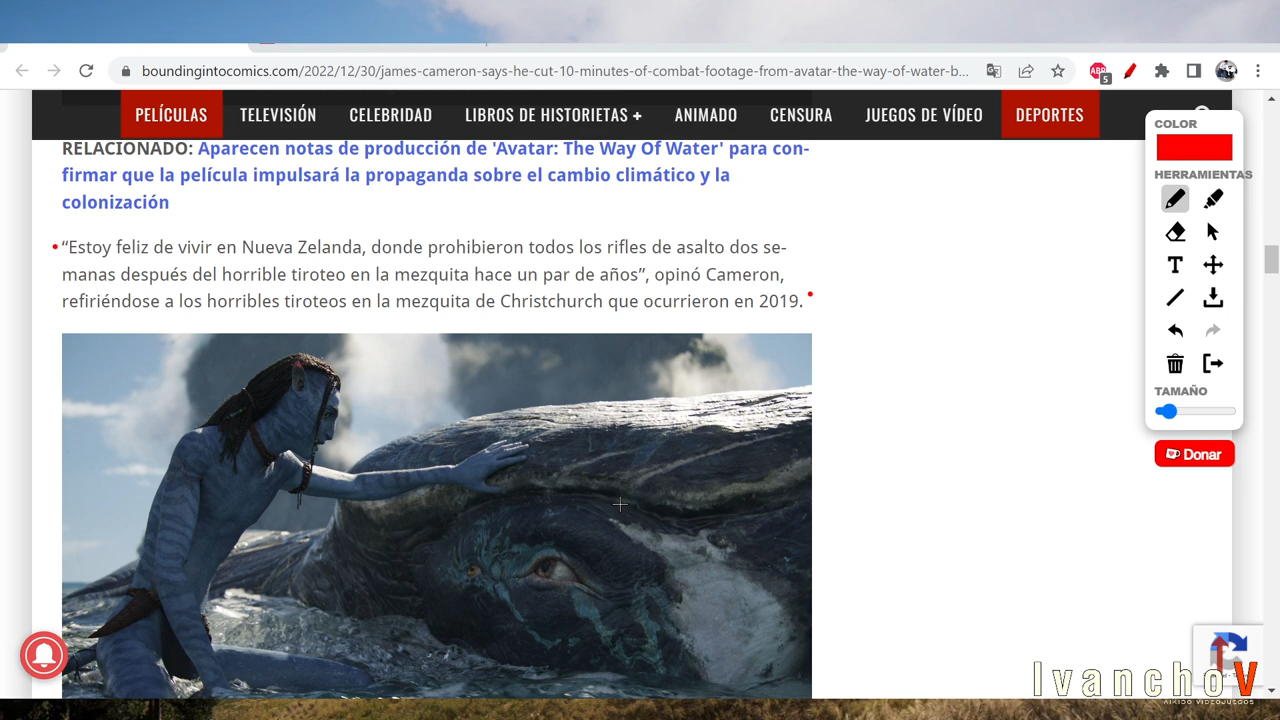 boundingintocomics.com/2022/12/30/james-cameron-says-he-cut-10-minutes-of-combat-footage-from-avatar-the-way-of-water-b...
ABP
5
PELÍCULAS TELEVISIÓN CELEBRIDAD LIBROS DE HISTORIETAS + ANIMADO CENSURA JUEGOS DE VÍDEO DEPORTES
RELACIONADO: Aparecen notas de producción de 'Avatar: The Way Of Water' para con-
firmar que la película impulsará la propaganda sobre el cambio climático y la
colonización
“Estoy feliz de vivir en Nueva Zelanda, donde prohibieron todos los rifles de asalto dos se-
manas después del horrible tiroteo en la mezquita hace un par de años”, opinó Cameron,
refiriéndose a los horribles tiroteos en la mezquita de Christchurch que ocurrieron en 2019.
COLOR
HERRAMIENTAS
T
TAMAÑO
Donar
IvanchoV
AIKIDO VIDEOJUEGOS